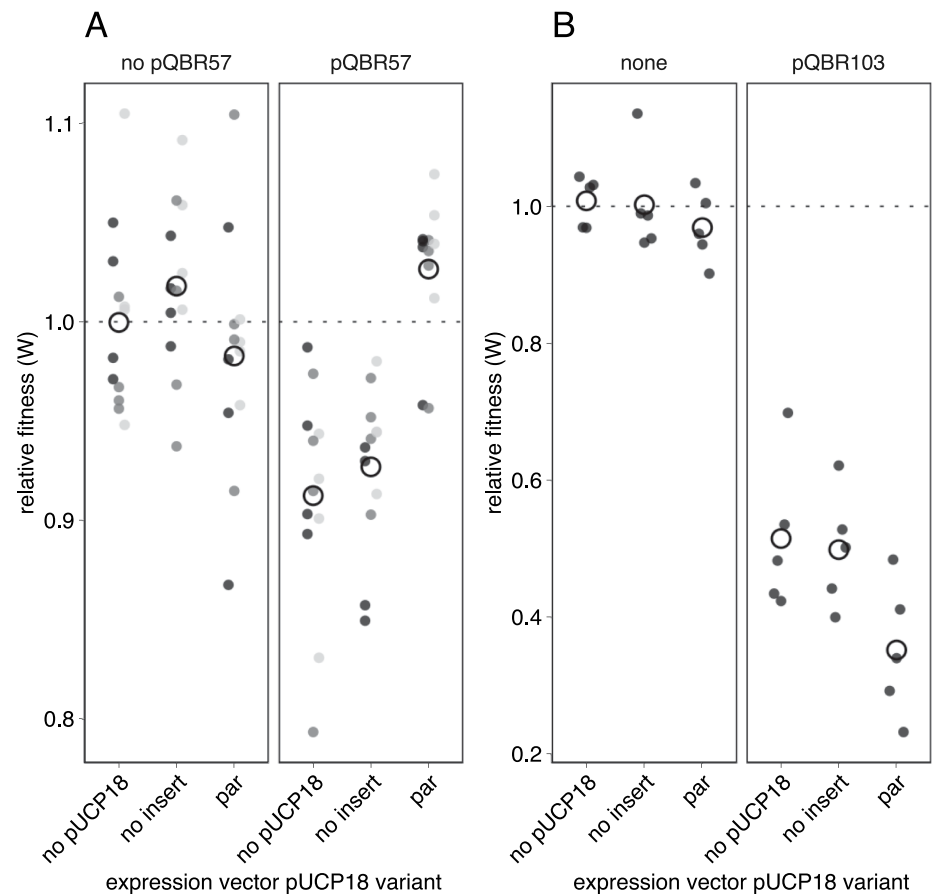 A
no pQBR57
pQBR57
1.1
1.0
0.9
0.8
relative fitness (W)
no pUCP18
no insert
par
no pUCP18
no insert
par
expression vector pUCP18 variant
B
none
pQBR103
1.0
0.8
0.6
0.4
0.2
relative fitness (W)
no pUCP18
no insert
par
no pUCP18
no insert
par
expression vector pUCP18 variant